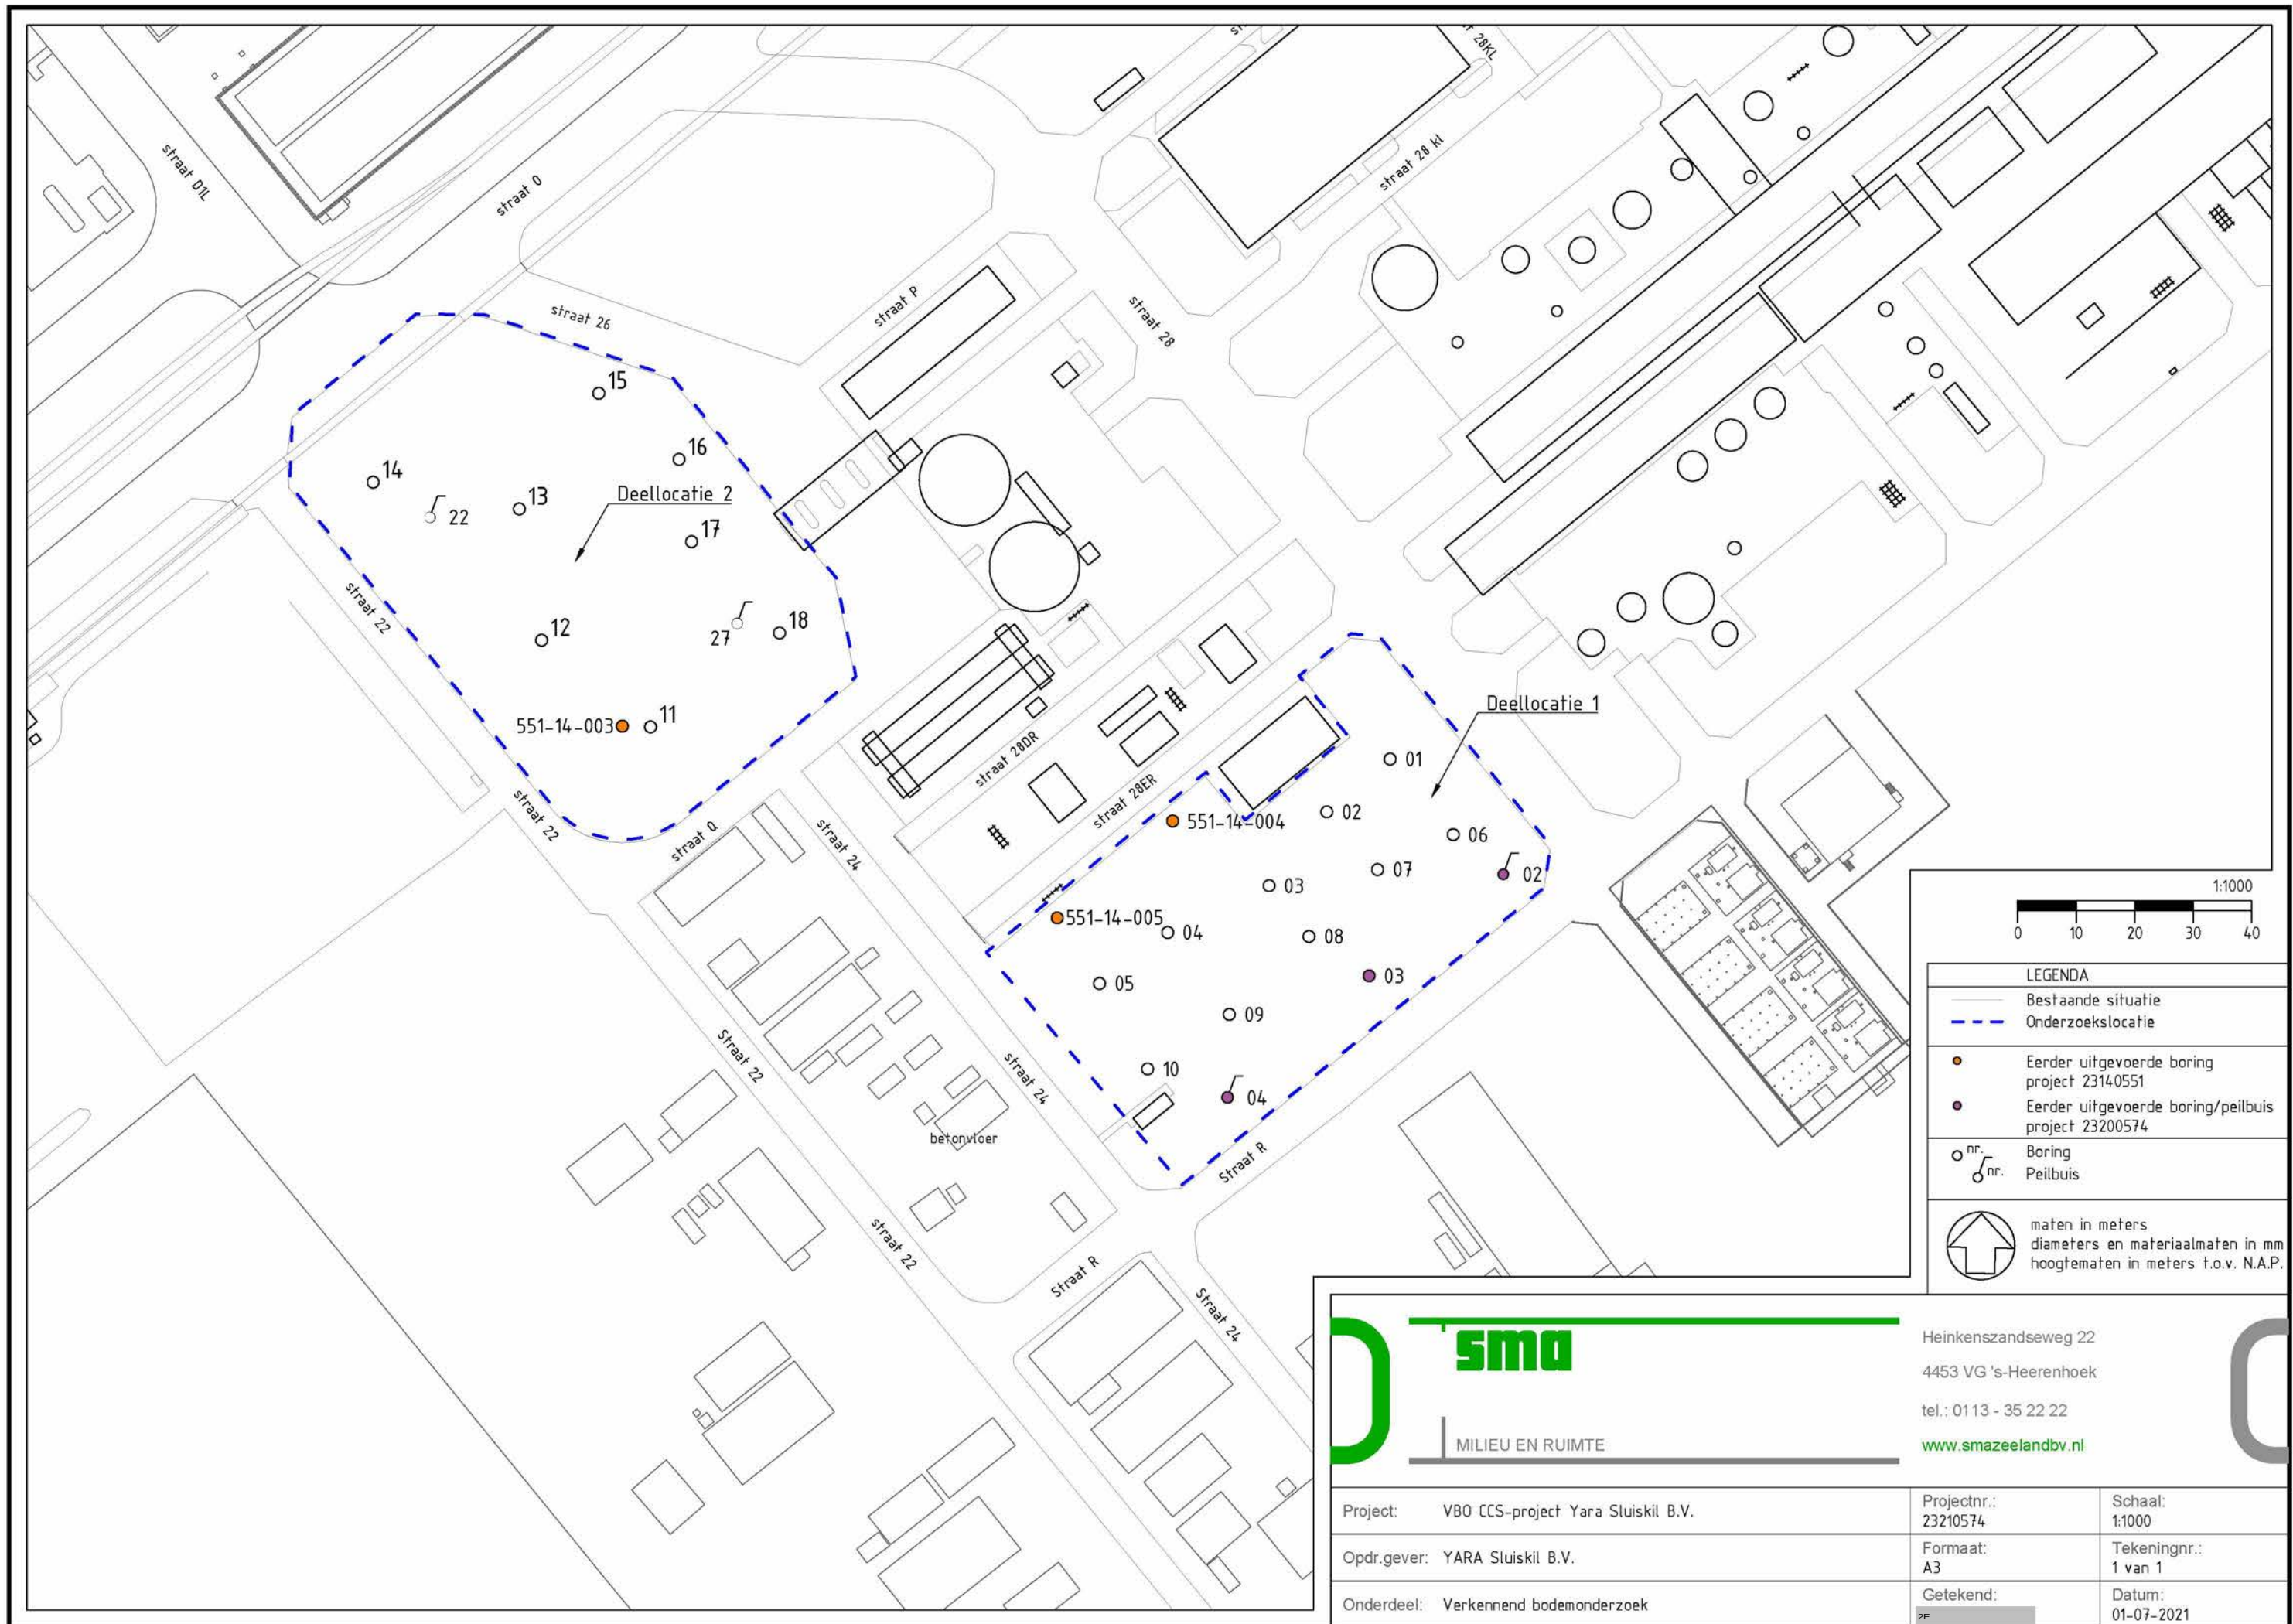 st
straat 28KL
straat D1L
straat O
straat 28 kl
straat P
straat 28
straat 26
15
16
14
13
22
Deellocatie 2
17
straat 22
12
27
18
551-14-003
11
Deellocatie 1
straat 28DR
01
straat 28ER
02
551-14-004
06
straat 22
straat Q
straat 24
07
02
03
551-14-005
04
08
05
03
09
Straat 22
straat 24
10
04
betonvloer
Straat R
straat 22
Straat R
Straat 24
1:1000
0 10 20 30 40
LEGENDA
Bestaande situatie
Onderzoekslocatie
Eerder uitgevoerde boring
project 23140551
Eerder uitgevoerde boring/peilbuis
project 23200574
nr. Boring
nr. Peilbuis
maten in meters
diameters en materiaalmaten in mm
hoogtematen in meters t.o.v. N.A.P.
sma
MILIEU EN RUIMTE
Heinkenszandseweg 22
4453 VG 's-Heerenhoek
tel.: 0113 - 35 22 22
www.smazeelandbv.nl
Project: VBO CCS-project Yara Sluiskil B.V.
Projectnr.:
23210574
Schaal:
1:1000
Opdr.gever: YARA Sluiskil B.V.
Formaat:
A3
Tekeningnr.:
1 van 1
Onderdeel: Verkennend bodemonderzoek
Getekend:
2E
Datum:
01-07-2021